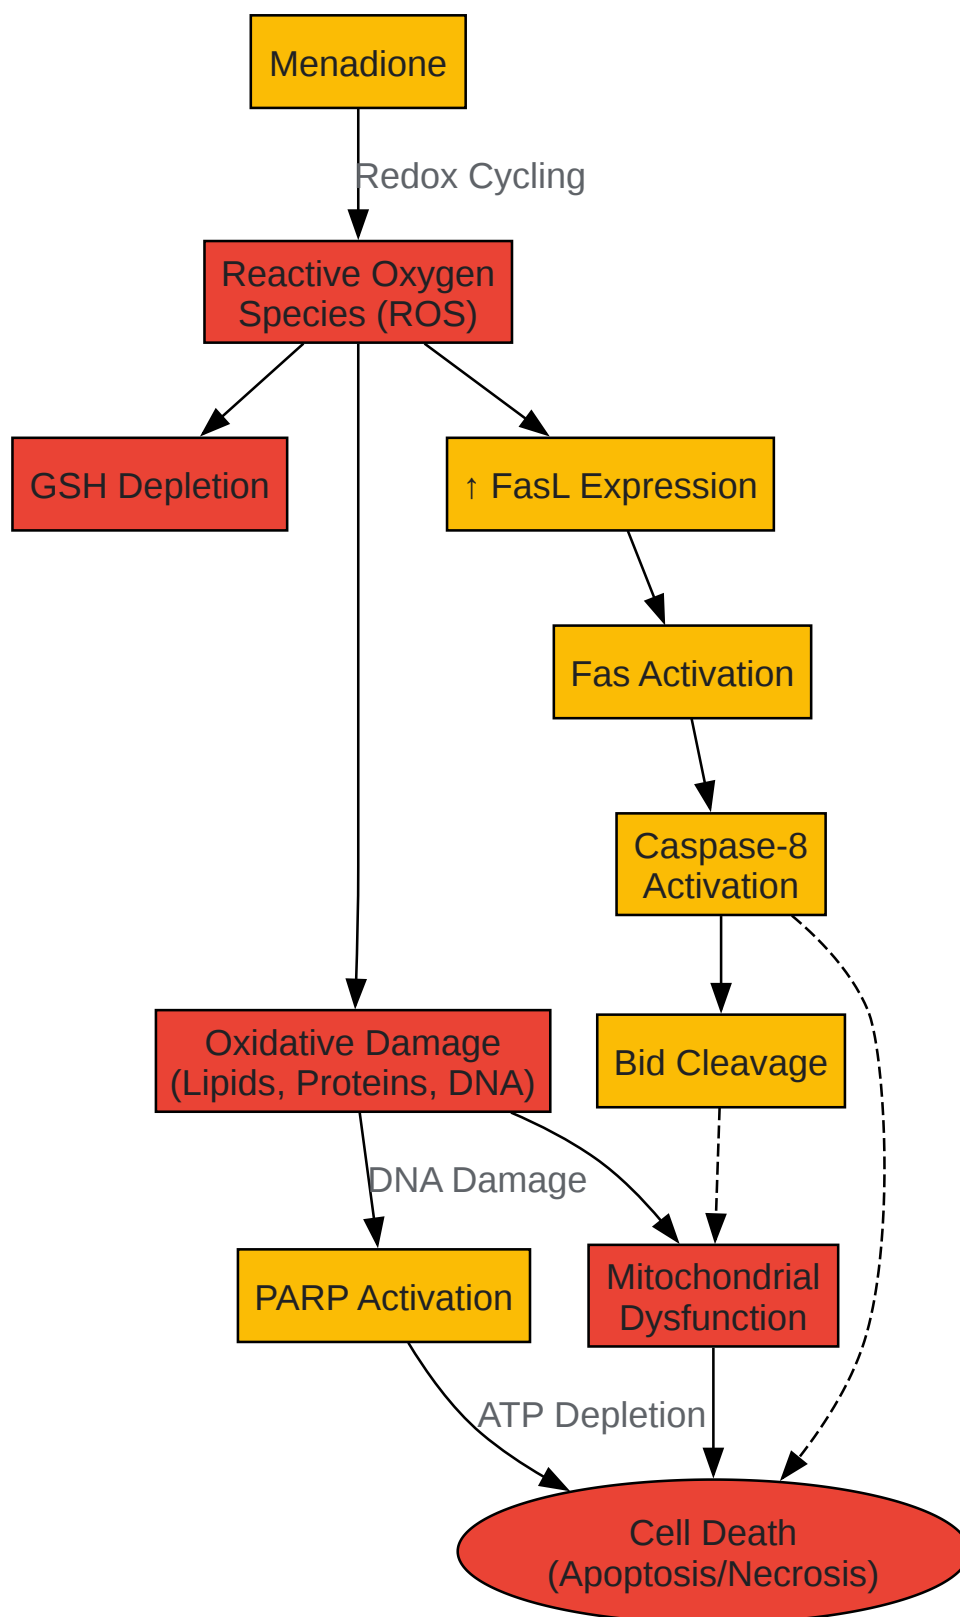 Menadione
Redox Cycling
Reactive Oxygen
Species (ROS)
GSH Depletion
↑ FasL Expression
Fas Activation
Caspase-8
Activation
Oxidative Damage
(Lipids, Proteins, DNA)
Bid Cleavage
DNA Damage
PARP Activation
Mitochondrial
Dysfunction
ATP Depletion
Cell Death
(Apoptosis/Necrosis)